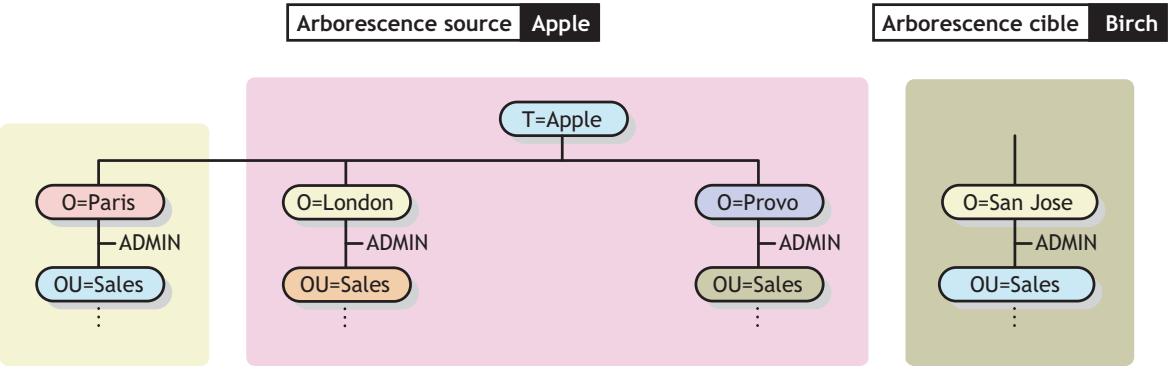 Arborescence source Apple
Arborescence cible Birch
T=Apple
O=Paris O=London O=Provo O=San Jose
ADMIN ADMIN ADMIN ADMIN
OU=Sales OU=Sales OU=Sales OU=Sales